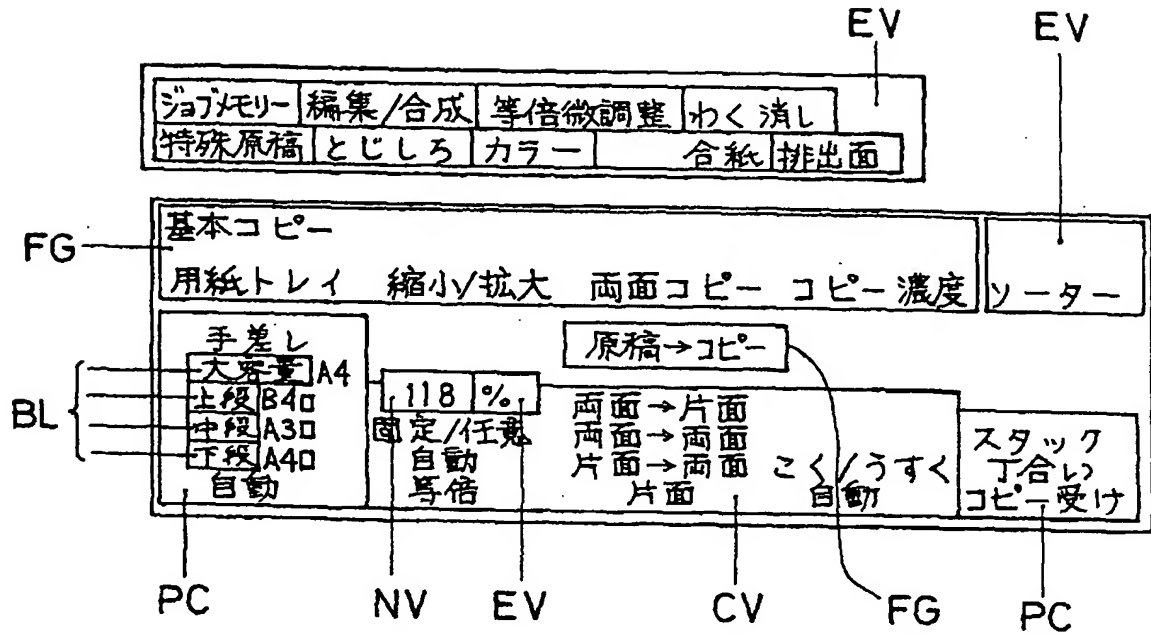 EV EV
ジョブメモリー 編集/合成 等倍微調整 わく消し
特殊原稿 とじしろ カラー 合紙 排出面
基本コピー
FG
用紙トレイ 縮小/拡大 両面コピー コピー濃度 ソーター
手差し
原稿→コピー
大容量 A4
BL
上段 B4
118 %
両面→片面
中段 A3
固定/任意
両面→両面
スタック
下段 A4
自動
片面→両面
こく/うすく
丁合い
自動
等倍
片面
自動
コピー受け
PC NV EV CV FG PC